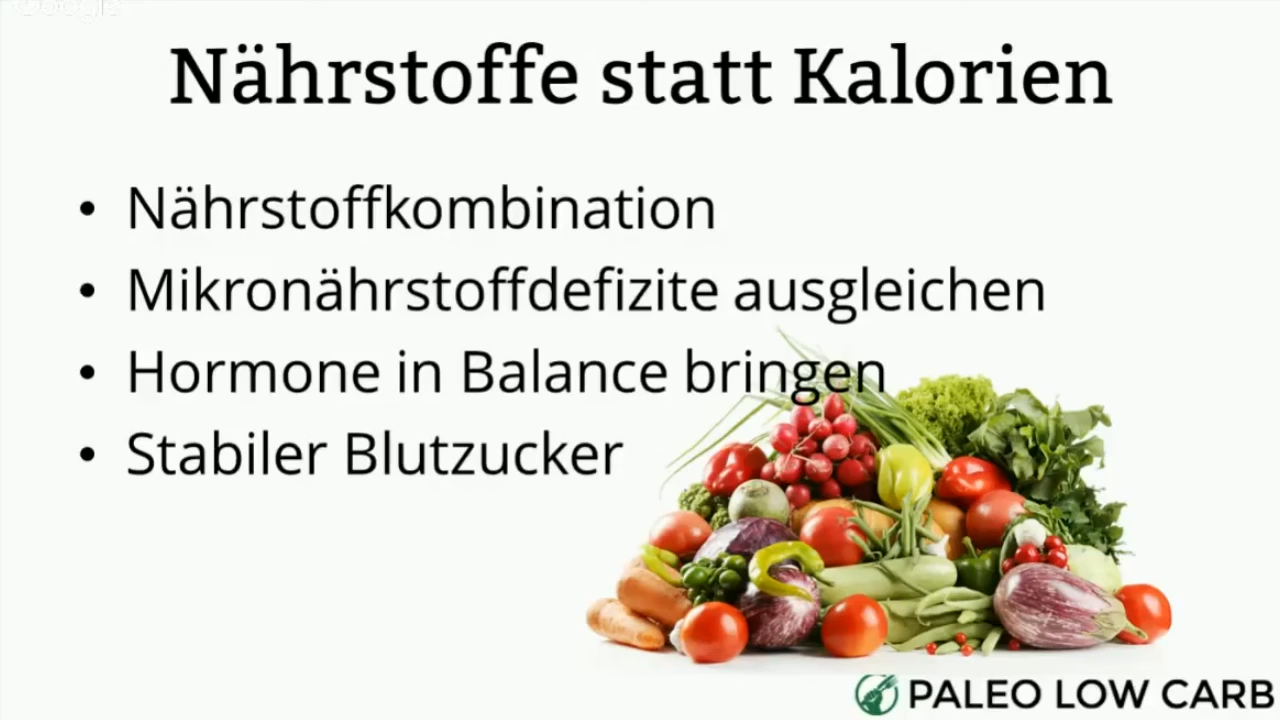 Nährstoffe statt Kalorien
• Nährstoffkombination
• Mikronährstoffdefizite ausgleichen
• Hormone in Balance bringen
• Stabiler Blutzucker
PALEO LOW CARB